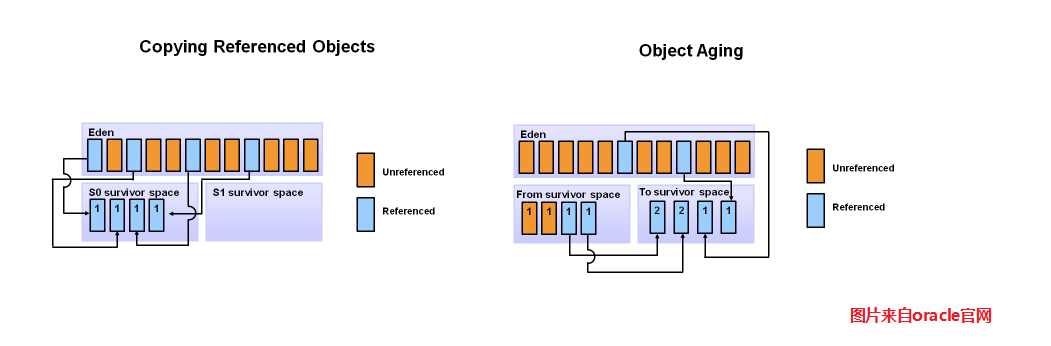 Copying Referenced Objects
Eden
S0 survivor space
S1 survivor space
1 1 1 1
Unreferenced
Referenced
Object Aging
Eden
From survivor space
To survivor space
1 1 1 1
2 2 1 1
Unreferenced
Referenced
图片来自oracle官网